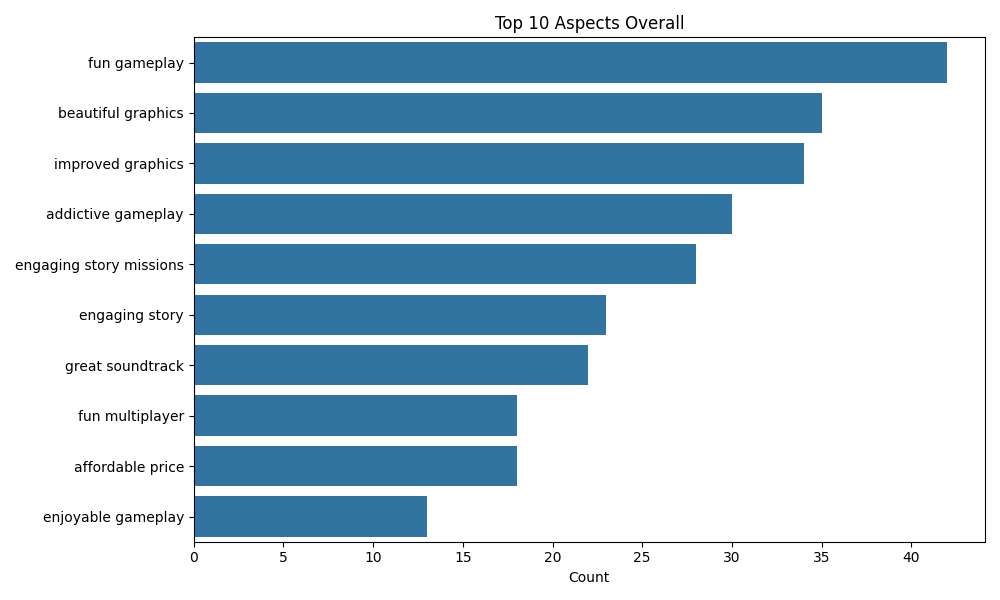 Top 10 Aspects Overall
fun gameplay
beautiful graphics
improved graphics
addictive gameplay
engaging story missions
engaging story
great soundtrack
fun multiplayer
affordable price
enjoyable gameplay
0 5 10 15 20 25 30 35 40
Count